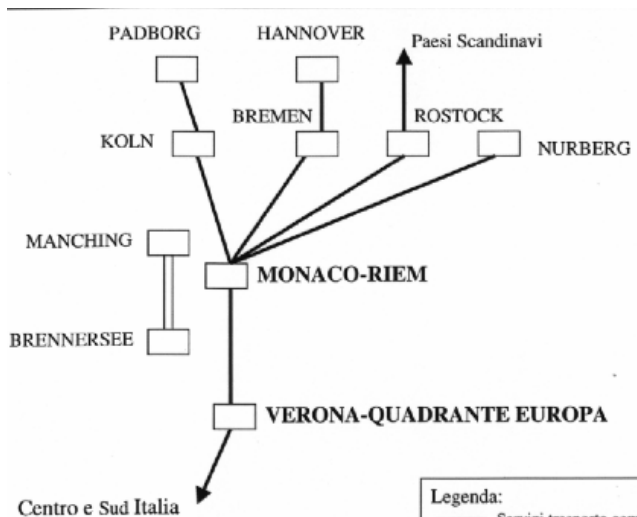 PADBORG
HANNOVER
Paesi Scandinavi
BREMEN
ROSTOCK
KOLN
NURBERG
MANCHING
MONACO-RIEM
BRENNERSEE
VERONA-QUADRANTE EUROPA
Centro e Sud Italia
Legenda: